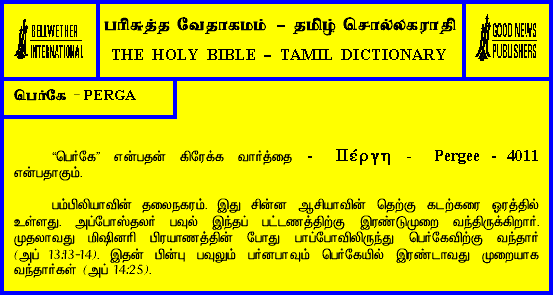 BELLWETHER
INTERNATIONAL
பரிசுத்த வேதாகமம் – தமிழ் சொல்லகராதி
THE HOLY BIBLE – TAMIL DICTIONARY
GOOD NEWS
PUBLISHERS
பெர்கே - PERGA
“பெர்கே” என்பதன் கிரேக்க வார்த்தை - Πέργη - Pergee - 4011
என்பதாகும்.
பம்பிலியாவின் தலைநகரம். இது சின்ன ஆசியாவின் தெற்கு கடற்கரை ஓரத்தில்
உள்ளது. அப்போஸ்தலர் பவுல் இந்தப் பட்டணத்திற்கு இரண்டுமுறை வந்திருக்கிறார்.
முதலாவது மிஷினரி பிரயாணத்தின் போது பாப்போவிலிருந்து பெர்கேவிற்கு வந்தார்
(அப் 13:13-14). இதன் பின்பு பவுலும் பர்னபாவும் பெர்கேயில் இரண்டாவது முறையாக
வந்தார்கள் (அப் 14:25).